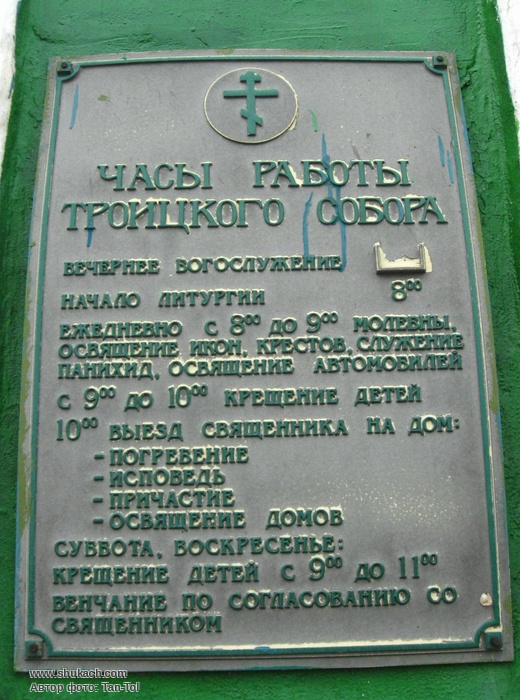 ЧАСЫ РАБОТЫ
ТРОИЦКОГО СОБОРА
ВЕЧЕРНЕЕ БОГОСЛУЖЕНИЕ
НАЧАЛО ЛИТУРГИИ 8⁰⁰
ЕЖЕДНЕВНО С 8⁰⁰ ДО 9⁰⁰ МОЛЕБНЫ,
ОСВЯЩЕНИЕ ИКОН, КРЕСТОВ, СЛУЖЕНИЕ
ПАНИХИД, ОСВЯЩЕНИЕ АВТОМОБИЛЕЙ
С 9⁰⁰ ДО 10⁰⁰ КРЕЩЕНИЕ ДЕТЕЙ
10⁰⁰ ВЫЕЗД СВЯЩЕННИКА НА ДОМ:
-ПОГРЕБЕНИЕ
-ИСПОВЕДЬ
-ПРИЧАСТИЕ
-ОСВЯЩЕНИЕ ДОМОВ
СУББОТА, ВОСКРЕСЕНЬЕ:
КРЕЩЕНИЕ ДЕТЕЙ С 9⁰⁰ ДО 11⁰⁰
ВЕНЧАНИЕ ПО СОГЛАСОВАНИЮ СО
СВЯЩЕННИКОМ
www.shukach.com
Автор фото: Tan-Tol